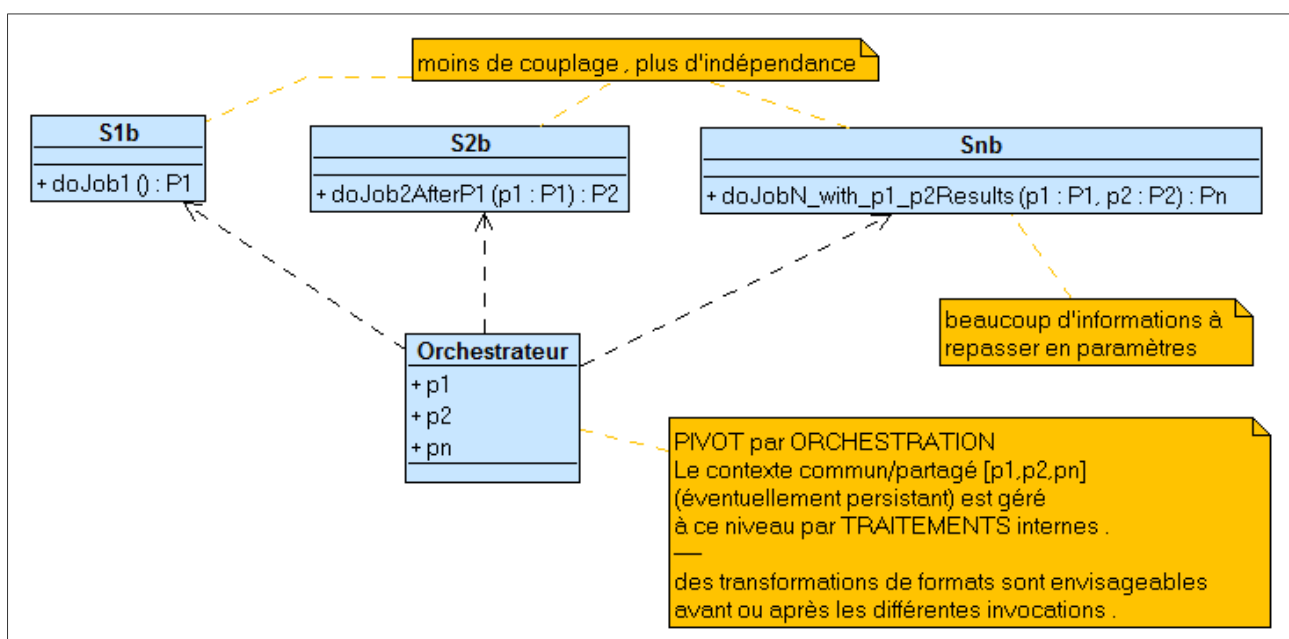 moins de couplage , plus d'indépendance
S1b
+ doJob1 () : P1
S2b
+ doJob2AfterP1 (p1 : P1) : P2
Snb
+ doJobN_with_p1_p2Results (p1 : P1, p2 : P2) : Pn
beaucoup d'informations à
repasser en paramètres
Orchestrateur
+ p1
+ p2
+ pn
PIVOT par ORCHESTRATION
Le contexte commun/partagé [p1,p2,pn]
(éventuellement persistant) est géré
à ce niveau par TRAITEMENTS internes .
—
des transformations de formats sont envisageables
avant ou après les différentes invocations .